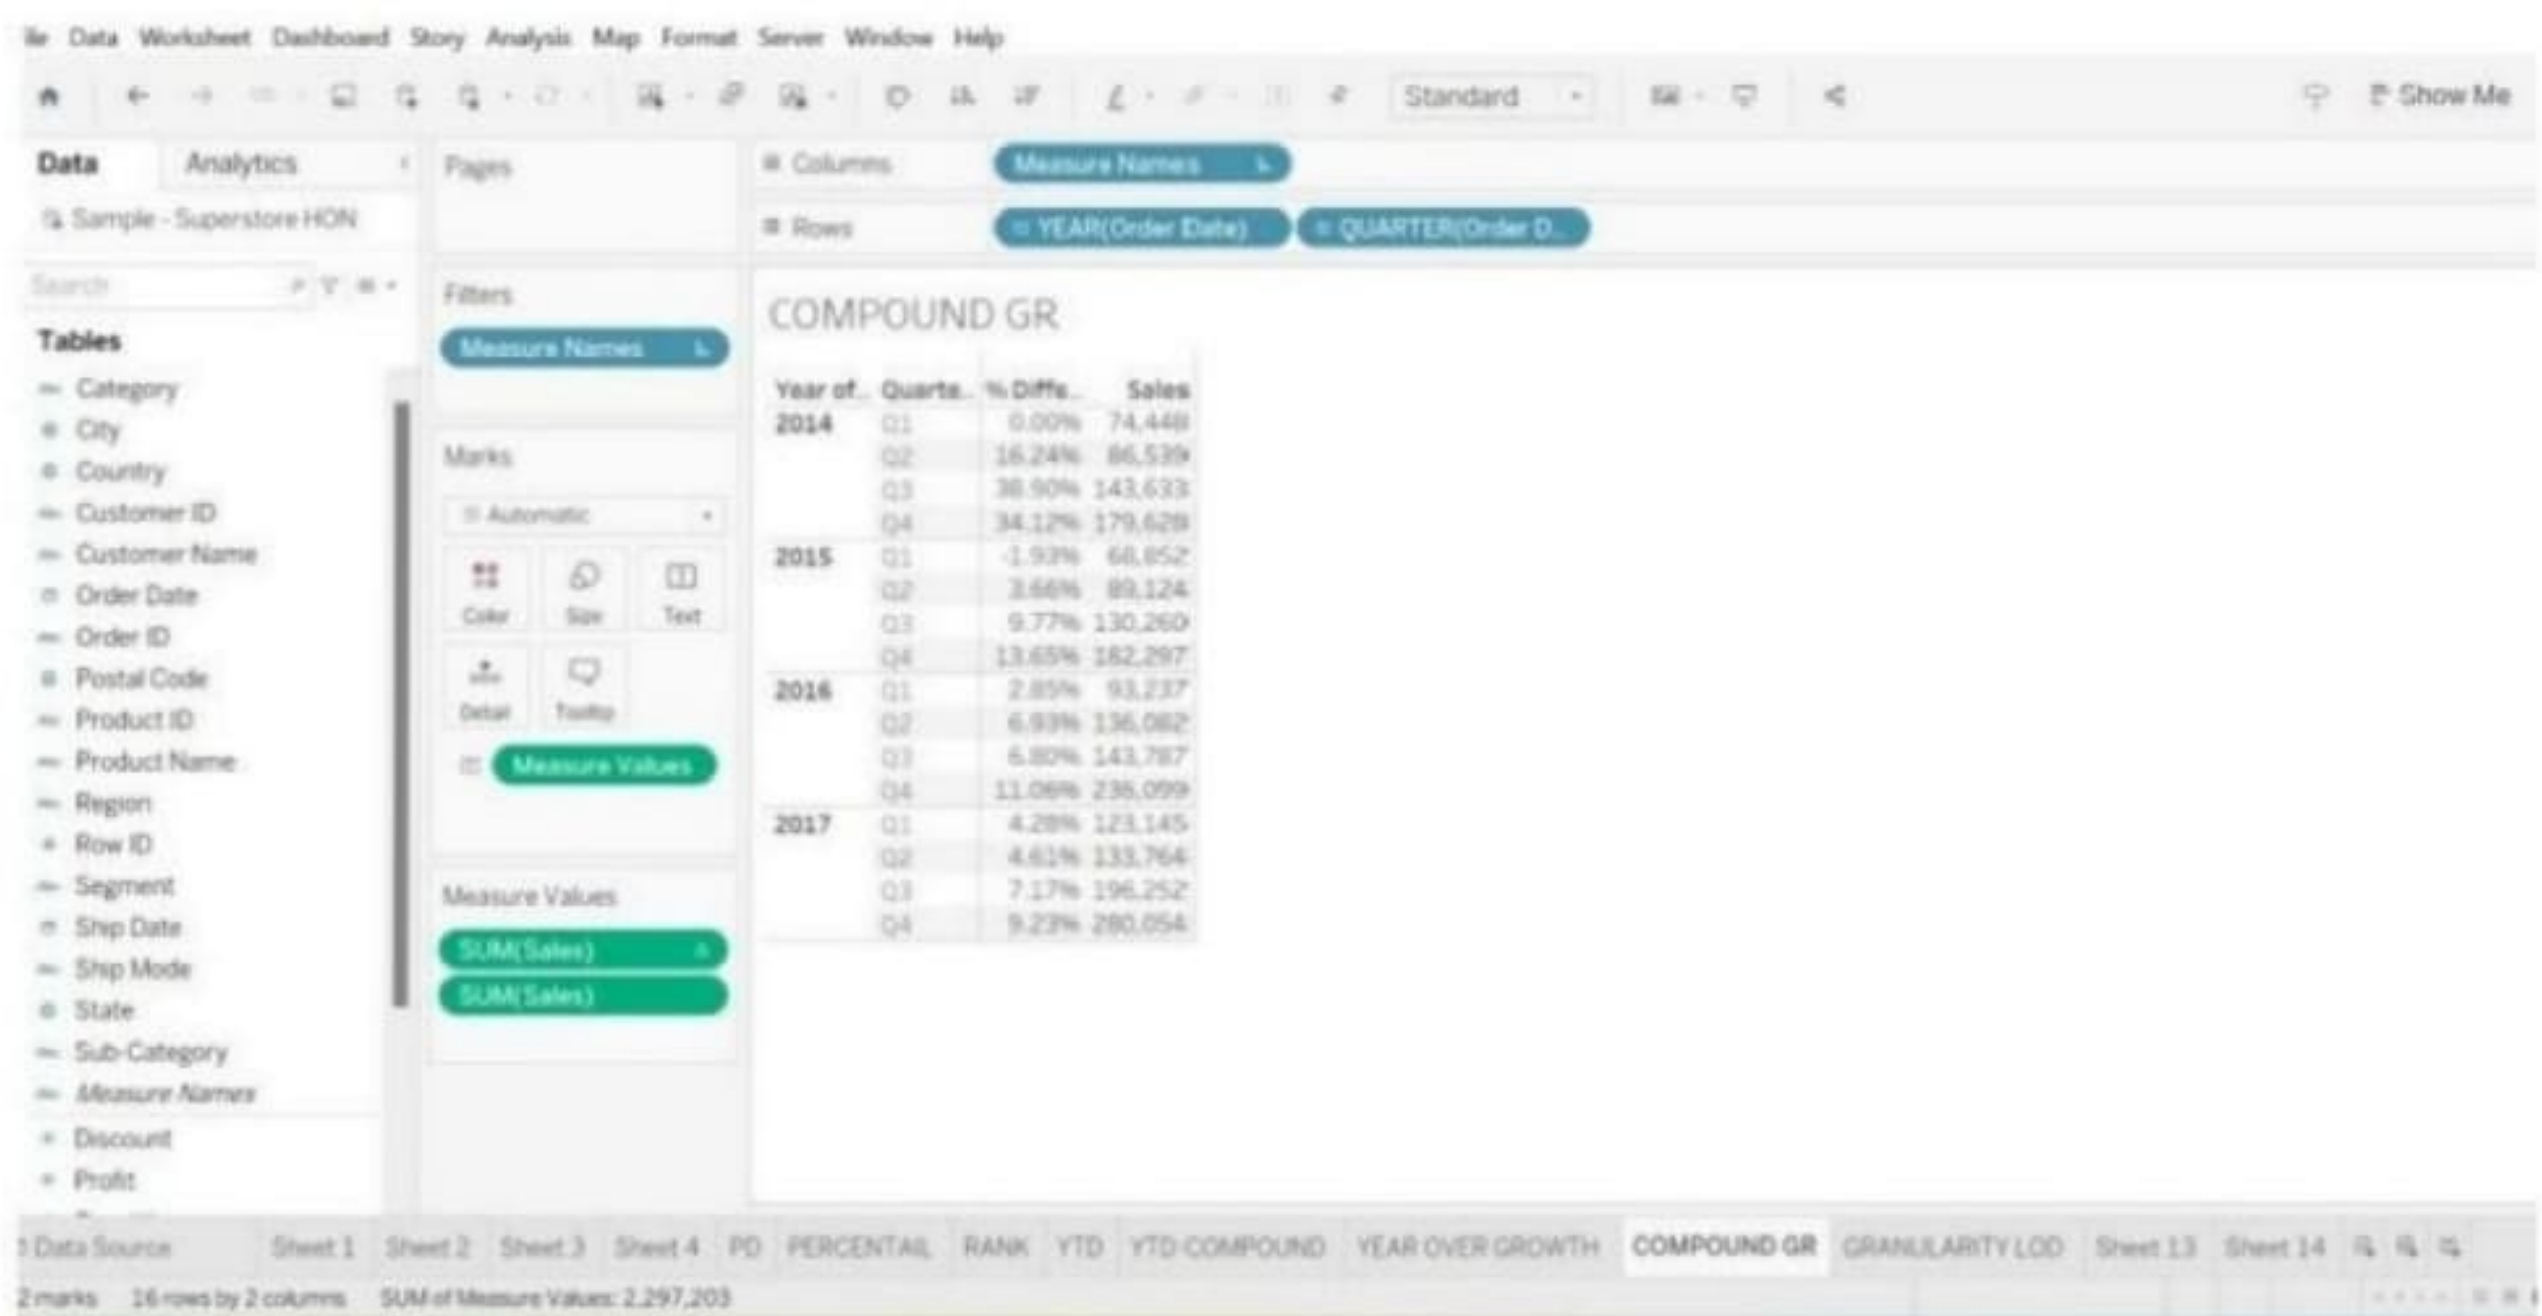 ile Data Worksheet Dashboard Story Analysis Map Format Server Window Help
Standard Show Me
Data Analytics
Pages
Columns Measure Names
Sample - Superstore HON
Rows YEAR(Order Date) QUARTER(Order D..
Search
Filters
Measure Names
COMPOUND GR
Tables
Category
City
Country
Customer ID
Customer Name
Order Date
Order ID
Postal Code
Product ID
Product Name
Region
Row ID
Segment
Ship Date
Ship Mode
State
Sub-Category
Measure Names
Discount
Profit
Marks
Automatic
Color Size Text
Detail Tooltip
Measure Values
Measure Values
SUM(Sales)
SUM(Sales)
Year of.. Quarte.. % Diffe.. Sales
2014 Q1 0.00% 74,448
Q2 16.24% 86,539
Q3 38.90% 143,633
Q4 34.12% 179,628
2015 Q1 -1.93% 68,852
Q2 3.66% 89,124
Q3 9.77% 130,260
Q4 13.65% 182,297
2016 Q1 2.85% 93,237
Q2 6.93% 136,082
Q3 6.80% 143,787
Q4 11.06% 236,099
2017 Q1 4.28% 123,145
Q2 4.61% 133,764
Q3 7.17% 196,252
Q4 9.23% 280,054
Data Source Sheet 1 Sheet 2 Sheet 3 Sheet 4 PD PERCENTAIL RANK YTD YTD COMPOUND YEAR OVER GROWTH COMPOUND GR GRANULARITY LOD Sheet 13 Sheet 14
2 marks 16 rows by 2 columns SUM of Measure Values: 2,297,203